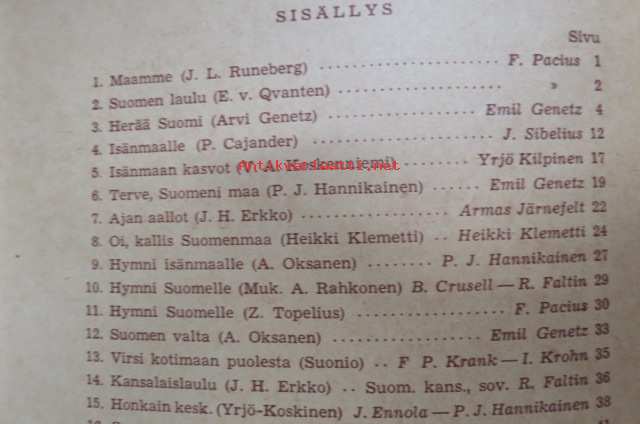 SISÄLLYS
Sivu
1. Maamme (J. L. Runeberg) ........................ F. Pacius 1
2. Suomen laulu (E. v. Qvanten) ...................... » 2
3. Herää Suomi (Arvi Genetz) .................. Emil Genetz 4
4. Isänmaalle (P. Cajander) ...................... J. Sibelius 12
5. Isänmaan kasvot (V. A. Koskenniemi) ........ Yrjö Kilpinen 17
6. Terve, Suomeni maa (P. J. Hannikainen) ...... Emil Genetz 19
7. Ajan aallot (J. H. Erkko) .................. Armas Järnefelt 22
8. Oi, kallis Suomenmaa (Heikki Klemetti) .. Heikki Klemetti 24
9. Hymni isänmaalle (A. Oksanen) ........ P. J. Hannikainen 27
10. Hymni Suomelle (Muk. A. Rahkonen) B. Crusell — R. Faltin 29
11. Hymni Suomelle (Z. Topelius) .................. F. Pacius 30
12. Suomen valta (A. Oksanen) .................. Emil Genetz 33
13. Virsi kotimaan puolesta (Suonio) .. F P. Krank — I. Krohn 35
14. Kansalaislaulu (J. H. Erkko) .. Suom. kans., sov. R. Faltin 36
15. Honkain kesk. (Yrjö-Koskinen) J. Ennola — P. J. Hannikainen 38